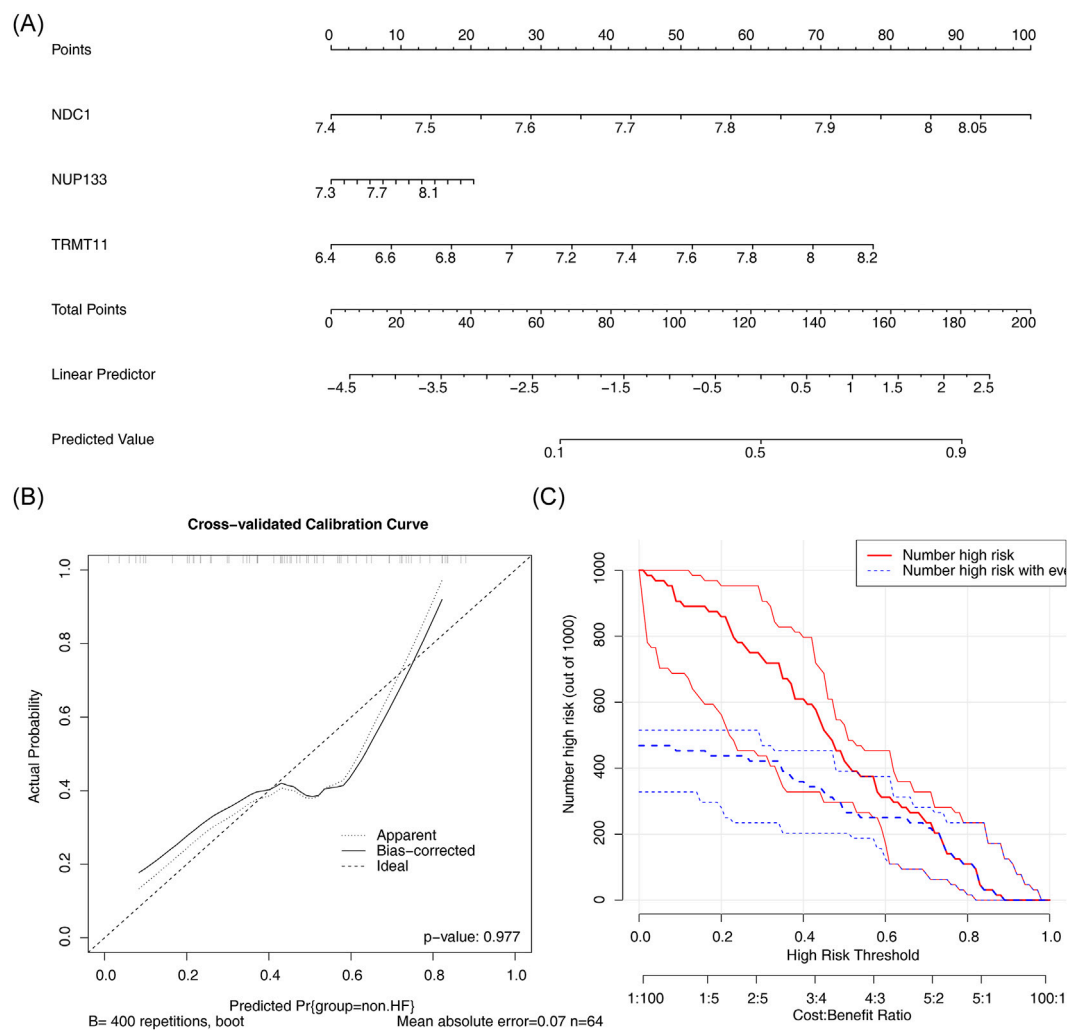 (A)
Points
0 10 20 30 40 50 60 70 80 90 100
NDC1
7.4 7.5 7.6 7.7 7.8 7.9 8 8.05
NUP133
7.3 7.7 8.1
TRMT11
6.4 6.6 6.8 7 7.2 7.4 7.6 7.8 8 8.2
Total Points
0 20 40 60 80 100 120 140 160 180 200
Linear Predictor
−4.5 −3.5 −2.5 −1.5 −0.5 0.5 1 1.5 2 2.5
Predicted Value
0.1 0.5 0.9
(B)
Cross−validated Calibration Curve
Actual Probability
1.0
0.8
0.6
0.4
0.2
0.0
Apparent
Bias−corrected
Ideal
p−value: 0.977
0.0 0.2 0.4 0.6 0.8 1.0
Predicted Pr{group=non.HF}
B= 400 repetitions, boot
Mean absolute error=0.07 n=64
(C)
Number high risk
Number high risk with eve
Number high risk (out of 1000)
1000
800
600
400
200
0
0.0 0.2 0.4 0.6 0.8 1.0
High Risk Threshold
1:100 1:5 2:5 3:4 4:3 5:2 5:1 100:1
Cost:Benefit Ratio